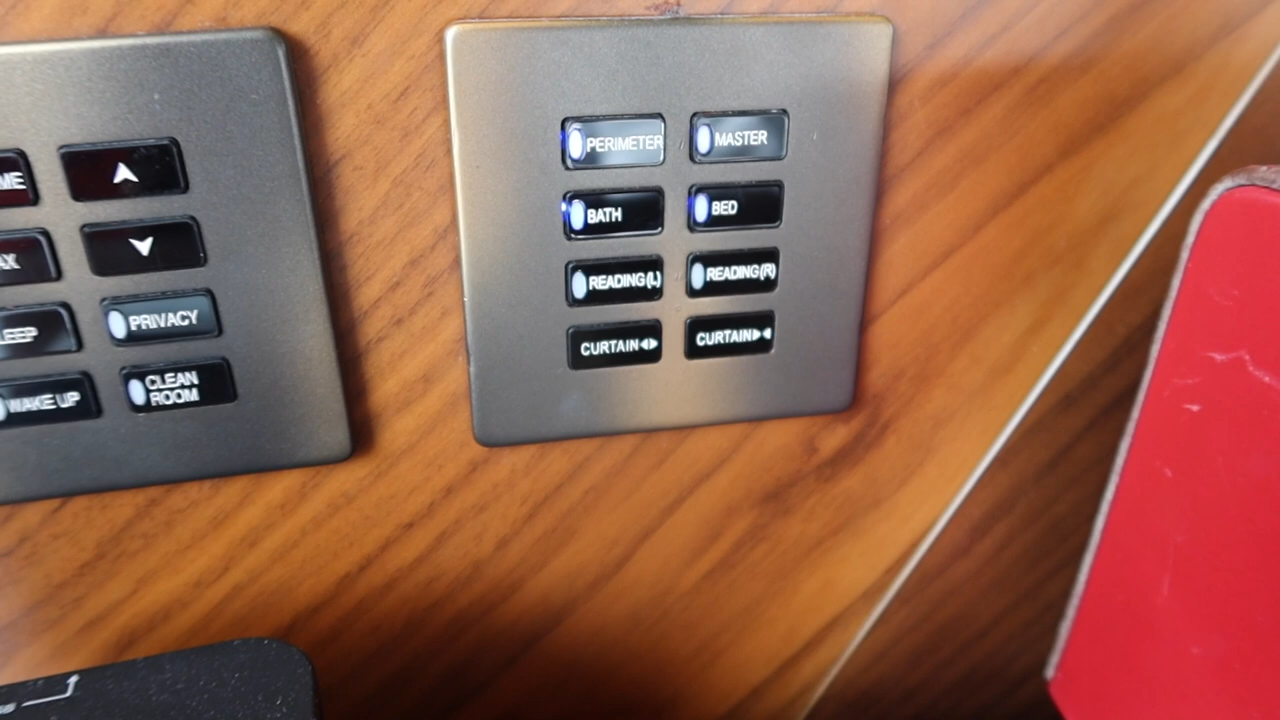 PRIVACY
WAKE UP
CLEAN
ROOM
PERIMETER
MASTER
BATH
BED
READING(L)
READING(R)
CURTAIN
CURTAIN